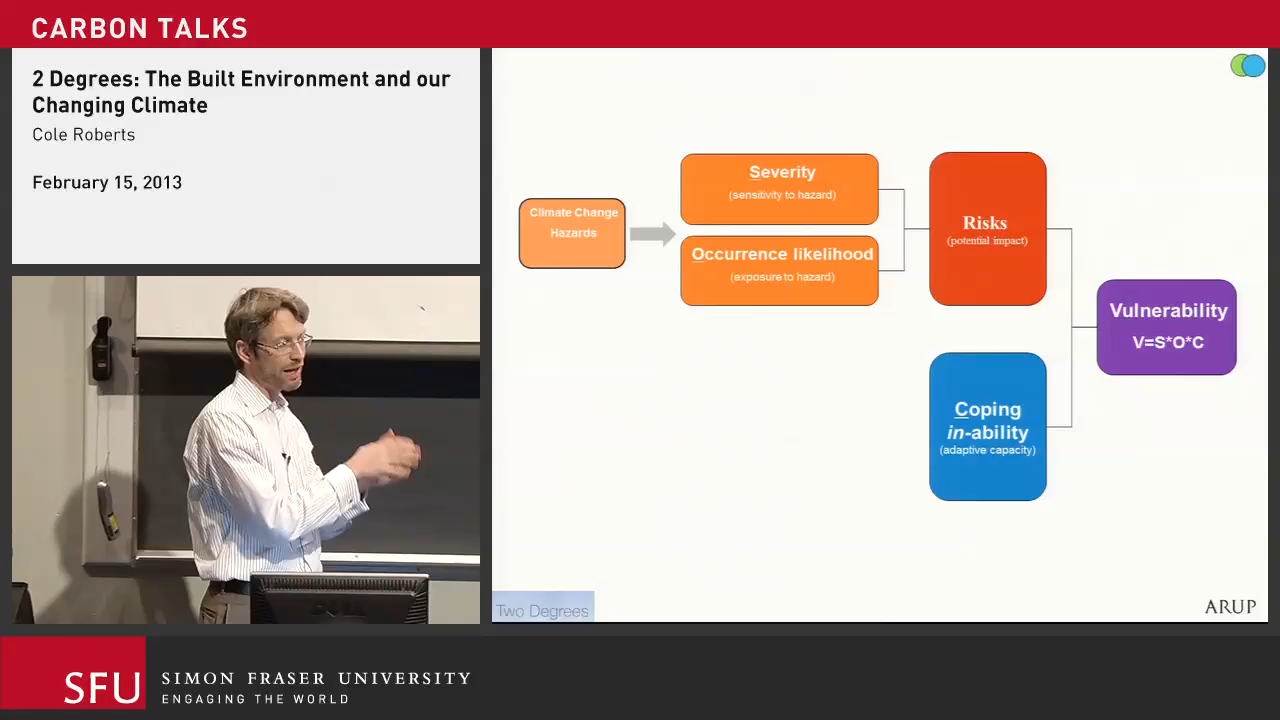 CARBON TALKS
2 Degrees: The Built Environment and our
Changing Climate
Cole Roberts
February 15, 2013
Climate Change
Hazards
Severity
(sensitivity to hazard)
Occurrence likelihood
(exposure to hazard)
Risks
(potential impact)
Coping
in-ability
(adaptive capacity)
Vulnerability
V=S*O*C
Two Degrees
ARUP
SFU
SIMON FRASER UNIVERSITY
ENGAGING THE WORLD